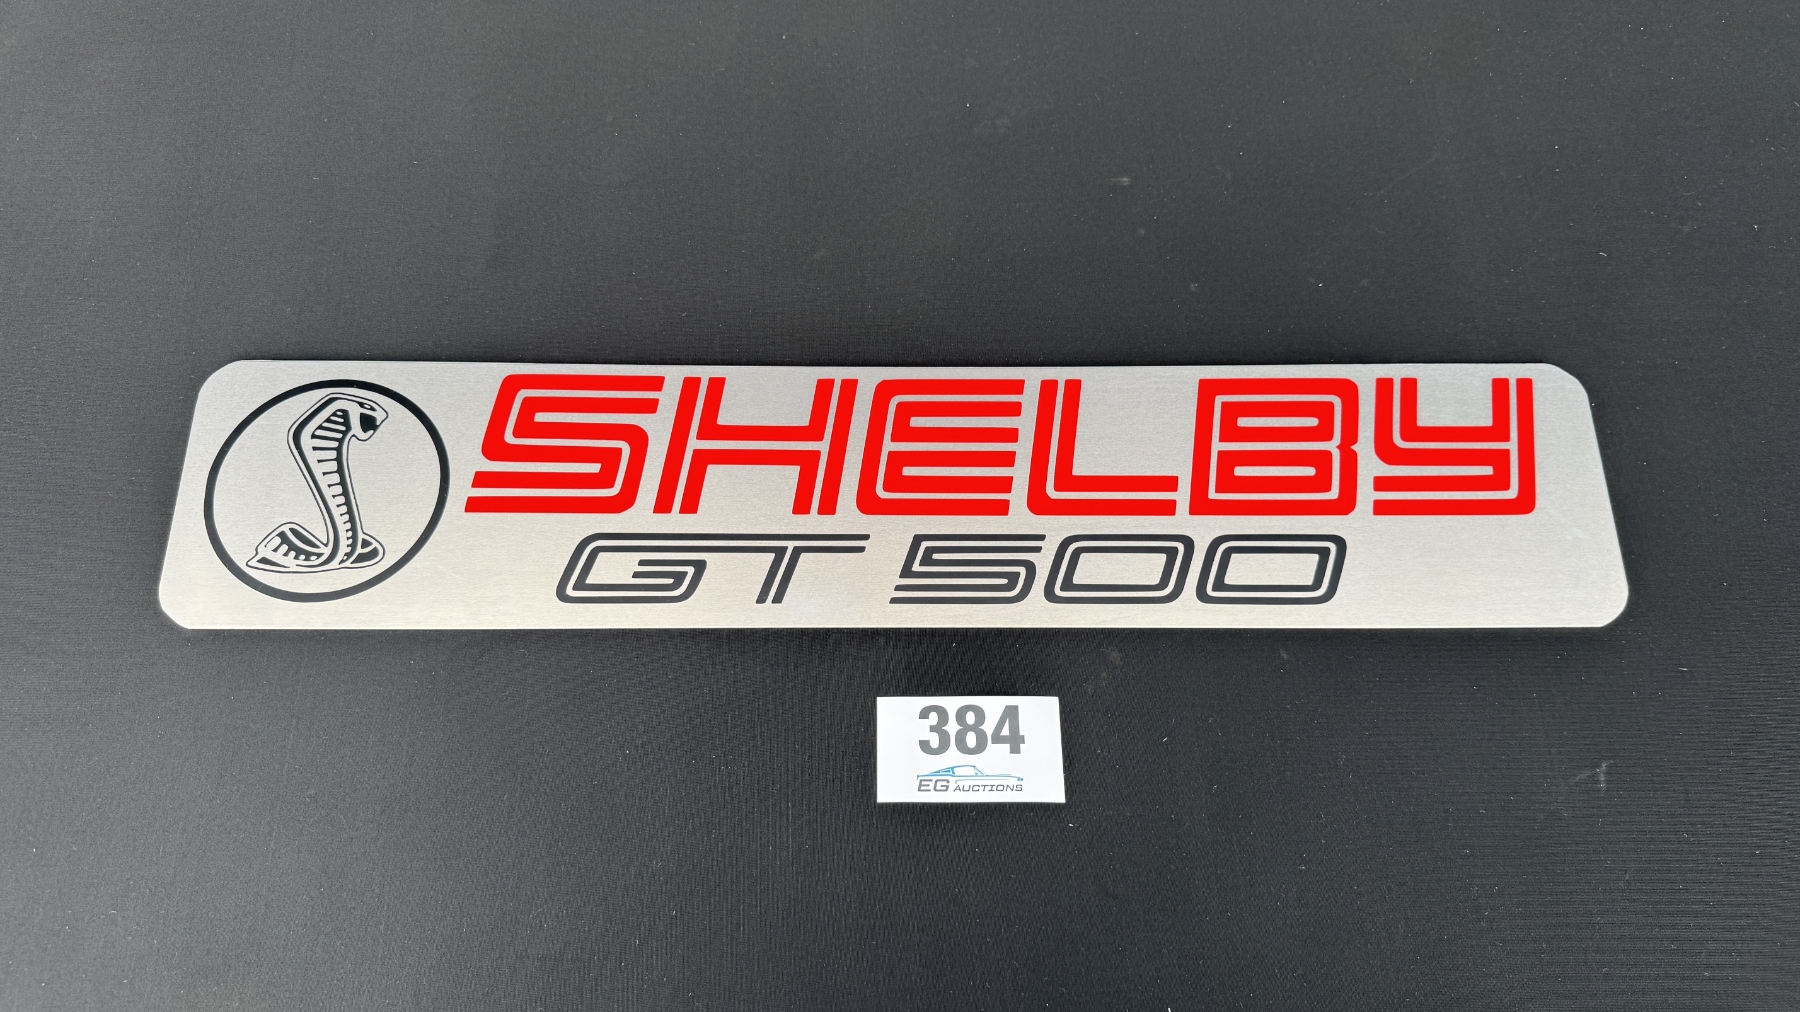 SHELBY
GT 500
384
EG AUCTIONS